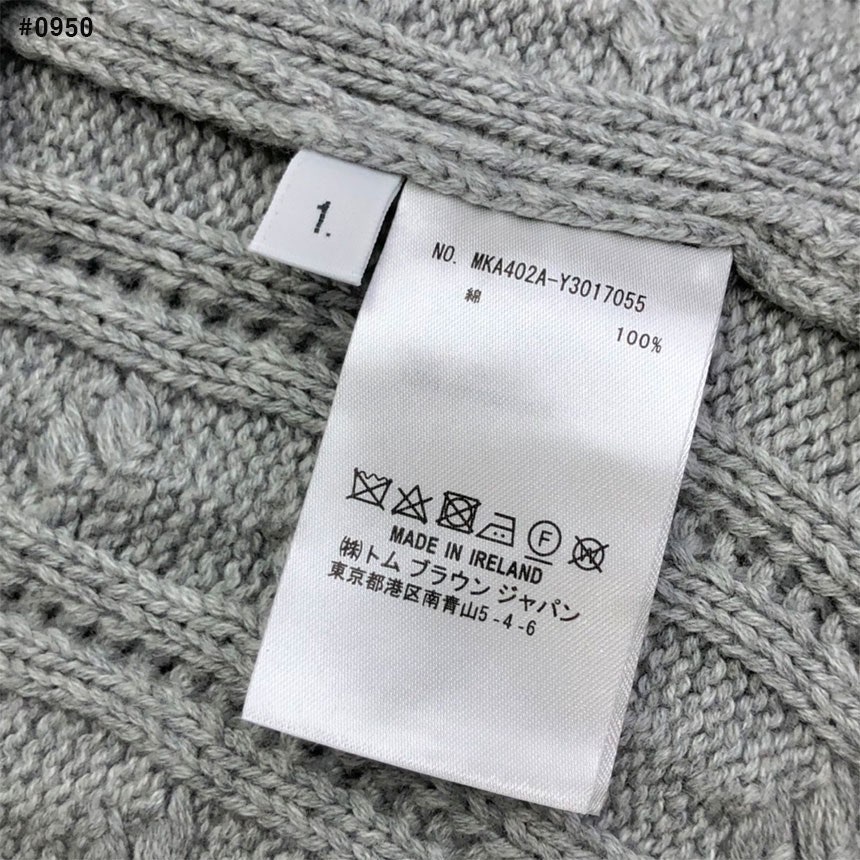 #0950
1.
NO. MKA402A-Y3017055
綿
100%
F
W
MADE IN IRELAND
㈱トム ブラウン ジャパン
東京都港区南青山5-4-6